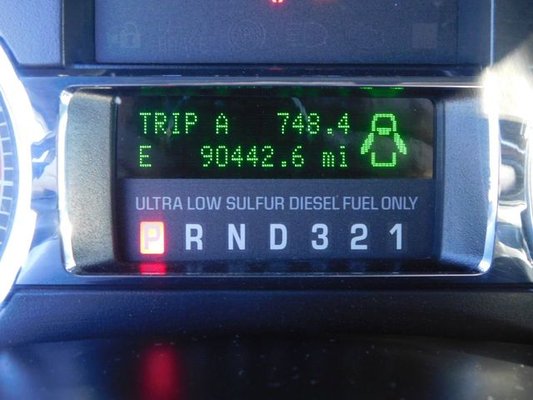 TRIP A 748.4
E 90442.6 mi
ULTRA LOW SULFUR DIESEL FUEL ONLY
P R N D 3 2 1